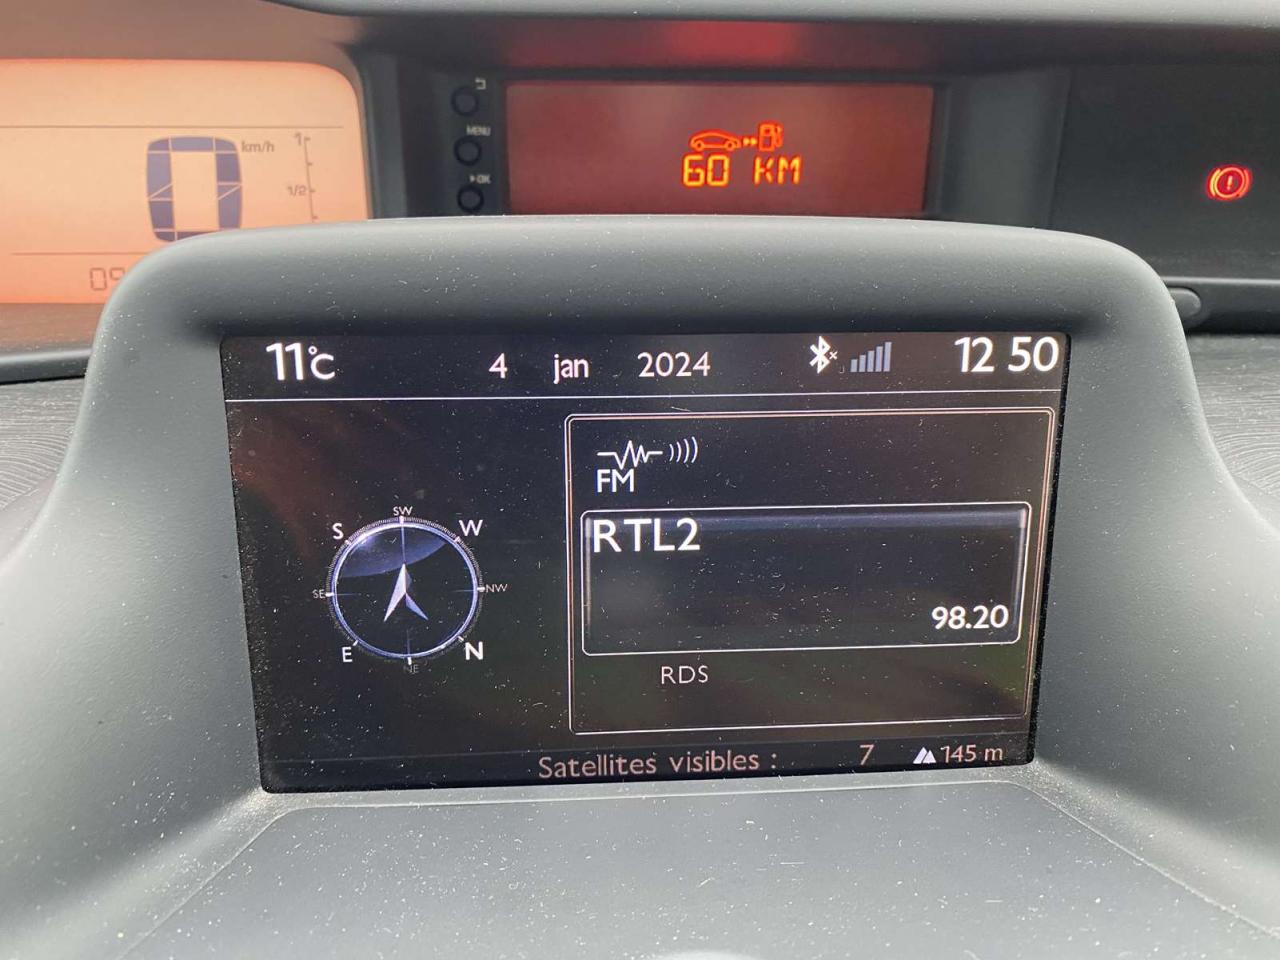 0 km/h 1
1/2
MENU
OK
60 KM
11°C 4 jan 2024 12 50
FM
RTL2
98.20
RDS
SW
S W
SE NW
E N
NE
Satellites visibles : 7 145 m